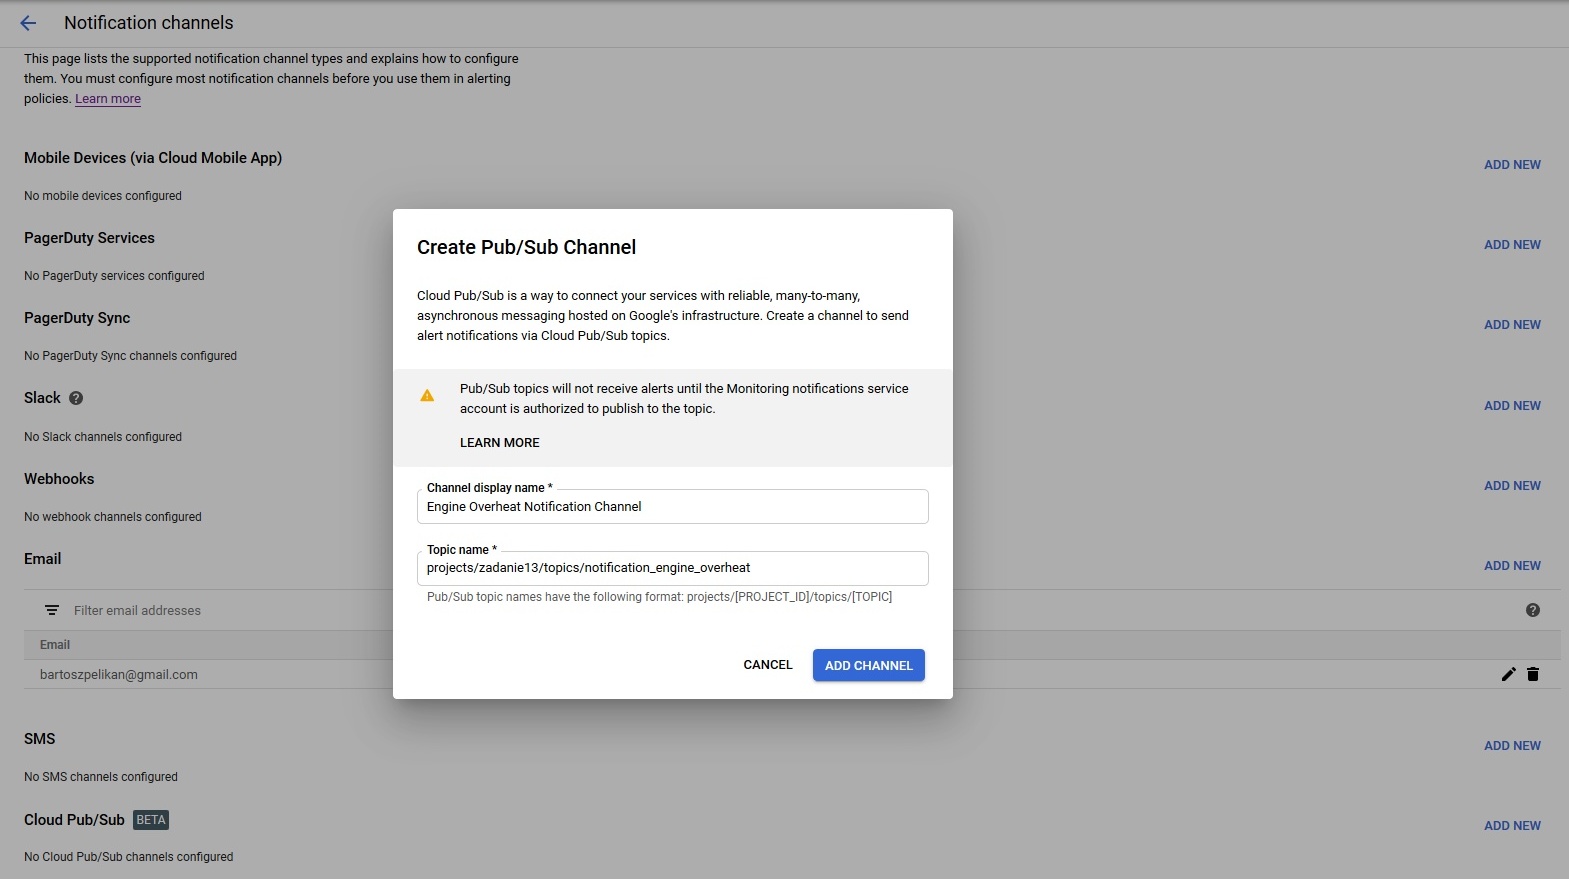 Notification channels
This page lists the supported notification channel types and explains how to configure
them. You must configure most notification channels before you use them in alerting
policies. Learn more
Mobile Devices (via Cloud Mobile App)
ADD NEW
No mobile devices configured
PagerDuty Services
ADD NEW
No PagerDuty services configured
PagerDuty Sync
ADD NEW
No PagerDuty Sync channels configured
Slack
ADD NEW
No Slack channels configured
Webhooks
ADD NEW
No webhook channels configured
Email
ADD NEW
Filter email addresses
Email
bartoszpelikan@gmail.com
SMS
ADD NEW
No SMS channels configured
Cloud Pub/Sub BETA
ADD NEW
No Cloud Pub/Sub channels configured
Create Pub/Sub Channel
Cloud Pub/Sub is a way to connect your services with reliable, many-to-many,
asynchronous messaging hosted on Google's infrastructure. Create a channel to send
alert notifications via Cloud Pub/Sub topics.
Pub/Sub topics will not receive alerts until the Monitoring notifications service
account is authorized to publish to the topic.
LEARN MORE
Channel display name *
Engine Overheat Notification Channel
Topic name *
projects/zadanie13/topics/notification_engine_overheat
Pub/Sub topic names have the following format: projects/[PROJECT_ID]/topics/[TOPIC]
CANCEL
ADD CHANNEL